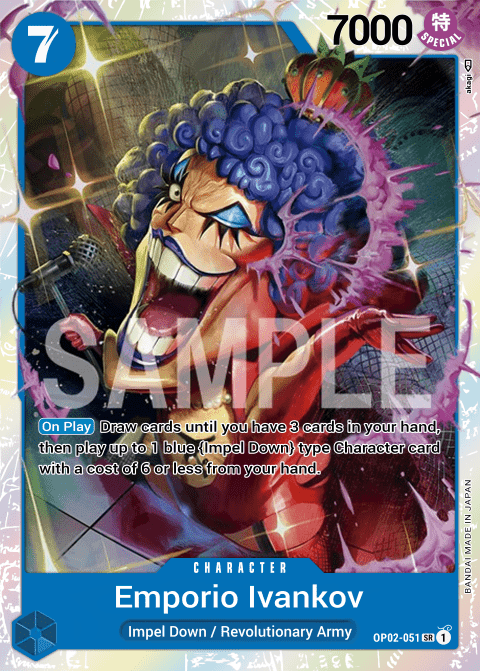 7
7000
特
SPECIAL
akagi
SAMPLE
On Play Draw cards until you have 3 cards in your hand,
then play up to 1 blue {Impel Down} type Character card
with a cost of 6 or less from your hand.
BANDAI MADE IN JAPAN
CHARACTER
Emporio Ivankov
Impel Down / Revolutionary Army
OP02-051 SR 1